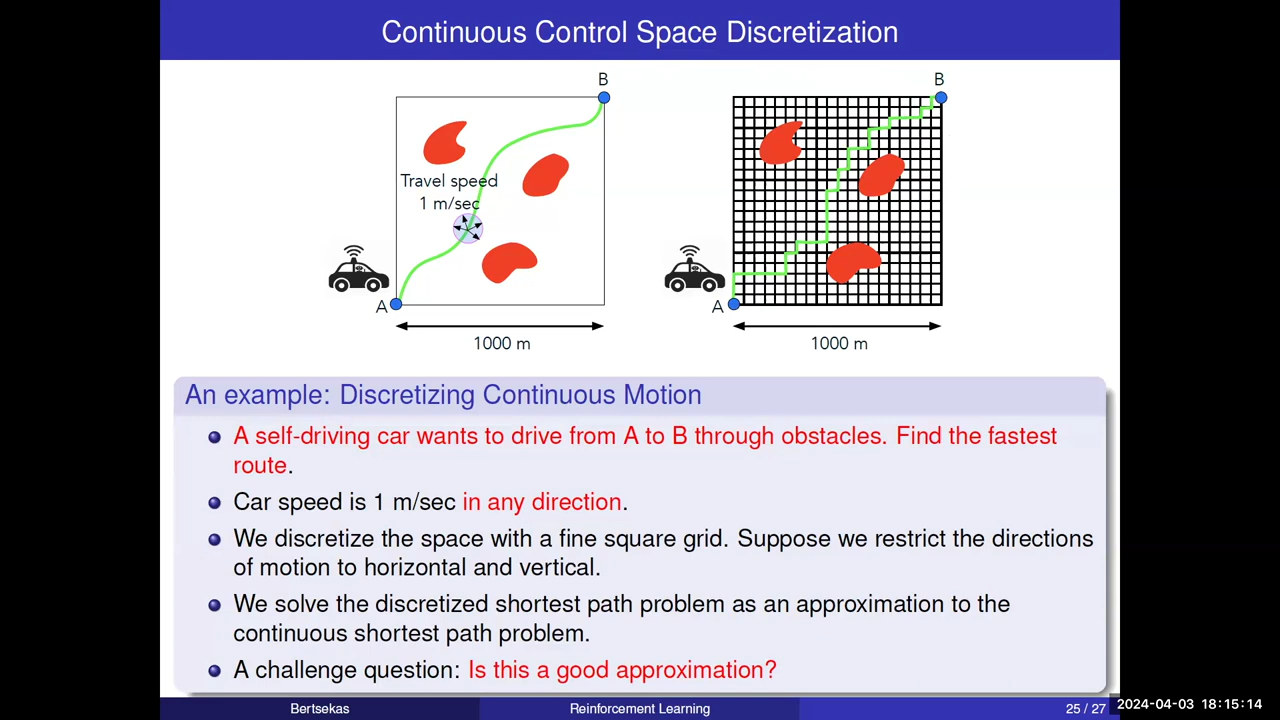 Continuous Control Space Discretization
B
Travel speed
1 m/sec
A
1000 m
B
A
1000 m
An example: Discretizing Continuous Motion
A self-driving car wants to drive from A to B through obstacles. Find the fastest
route.
Car speed is 1 m/sec in any direction.
We discretize the space with a fine square grid. Suppose we restrict the directions
of motion to horizontal and vertical.
We solve the discretized shortest path problem as an approximation to the
continuous shortest path problem.
A challenge question: Is this a good approximation?
Bertsekas
Reinforcement Learning
25 / 27
2024-04-03 18:15:14